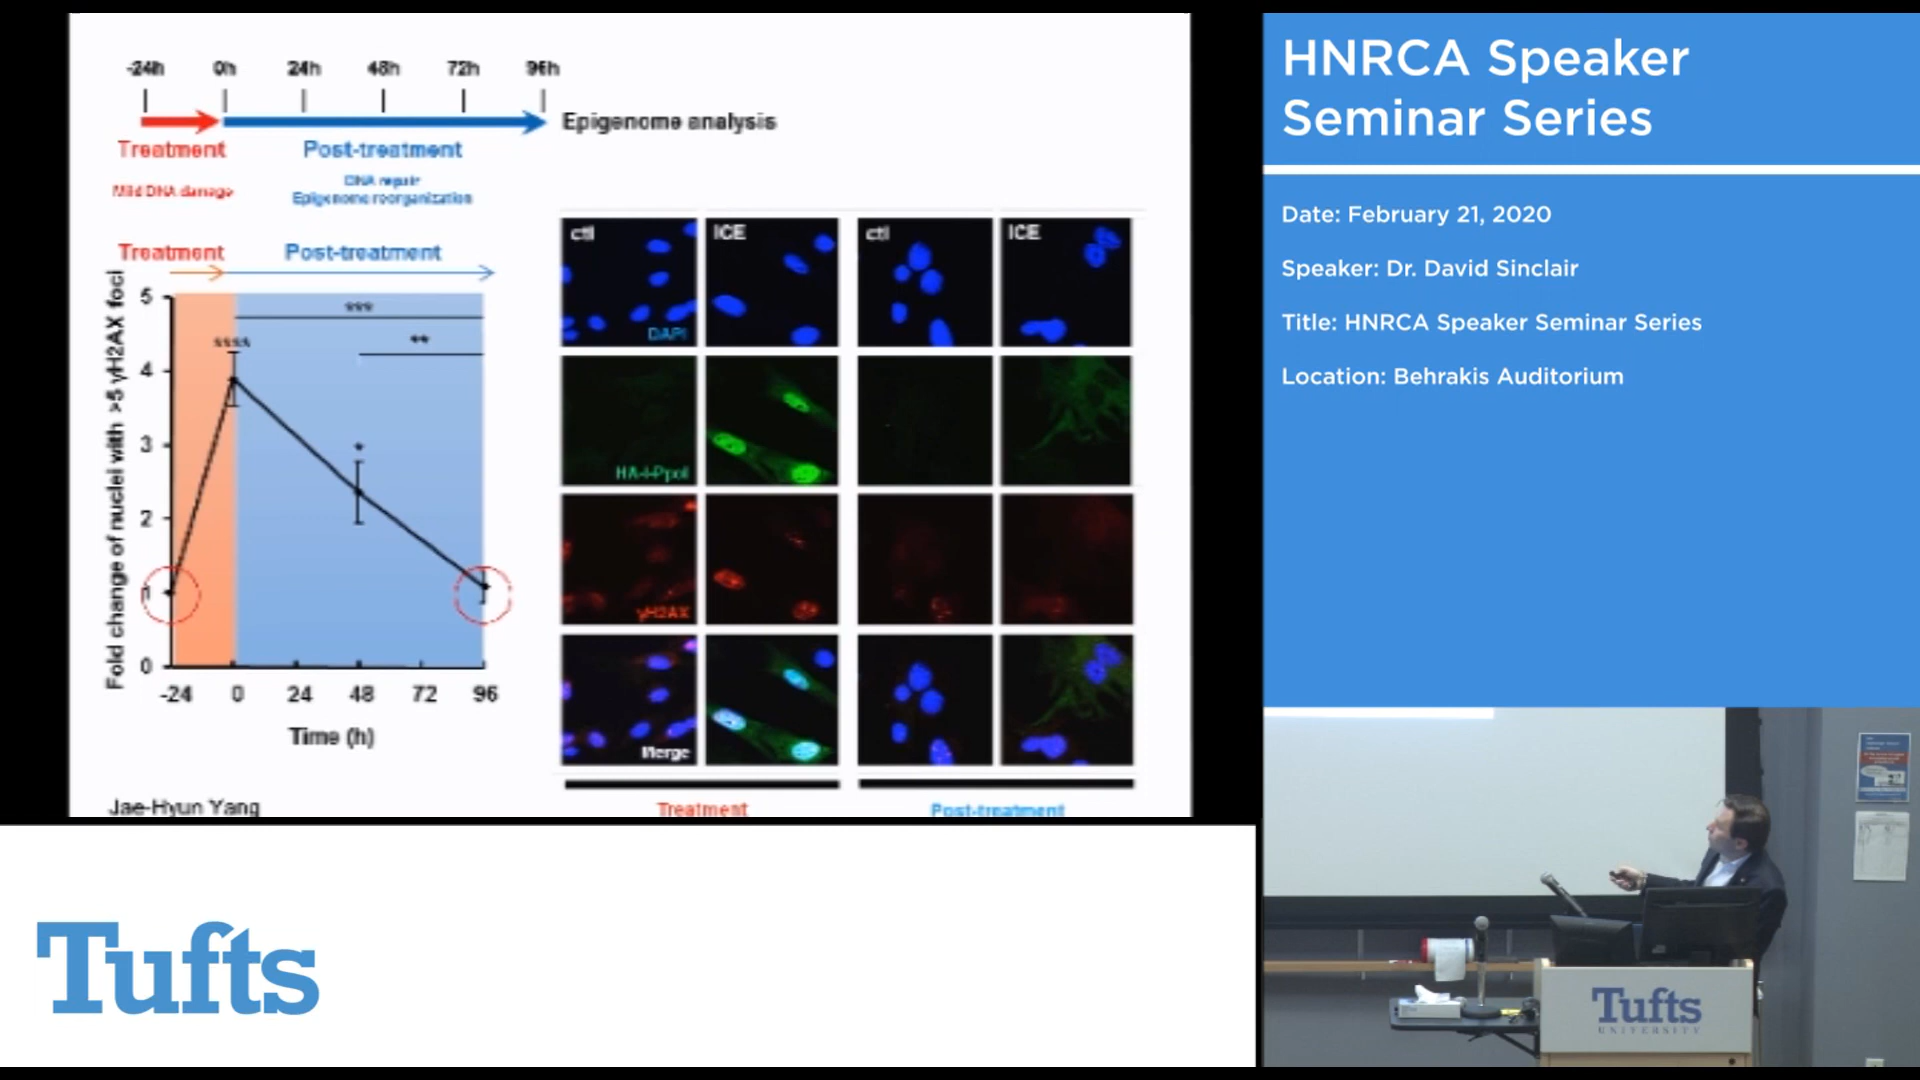 -24h 0h 24h 48h 72h 96h
Epigenome analysis
Treatment Post-treatment
Mild DNA damage
DNA repair
Epigenome reorganization
Treatment Post-treatment
Fold change of nuclei with >5 γH2AX foci
5
4
3
2
1
0
**** *** ** *
-24 0 24 48 72 96
Time (h)
ctl ICE ctl ICE
DAPI
HA-I-PpoI
γH2AX
Merge
Treatment Post-treatment
Jae-Hyun Yang
HNRCA Speaker
Seminar Series
Date: February 21, 2020
Speaker: Dr. David Sinclair
Title: HNRCA Speaker Seminar Series
Location: Behrakis Auditorium
Tufts
Tufts
UNIVERSITY